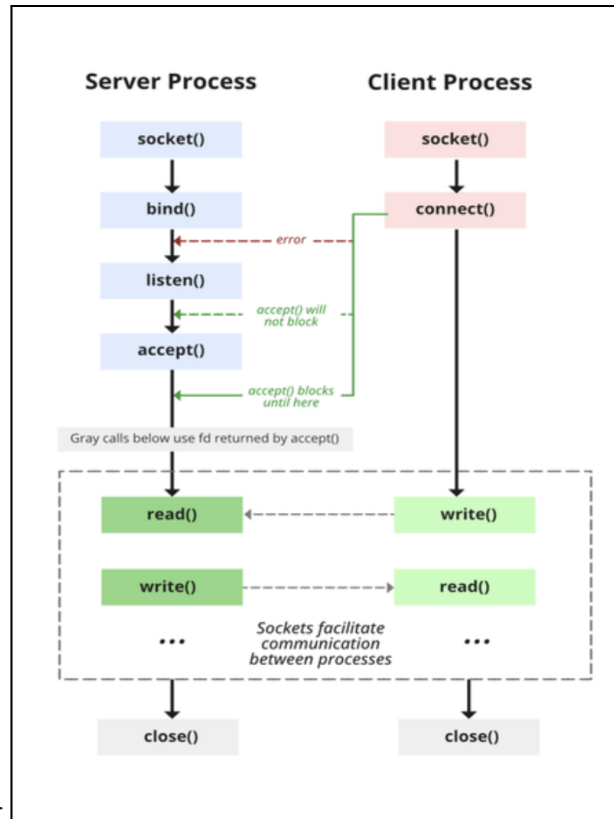 Server Process
Client Process
socket()
socket()
bind()
connect()
error
listen()
accept() will
not block
accept()
accept() blocks
until here
Gray calls below use fd returned by accept()
read()
write()
write()
read()
...
Sockets facilitate
communication
between processes
...
close()
close()